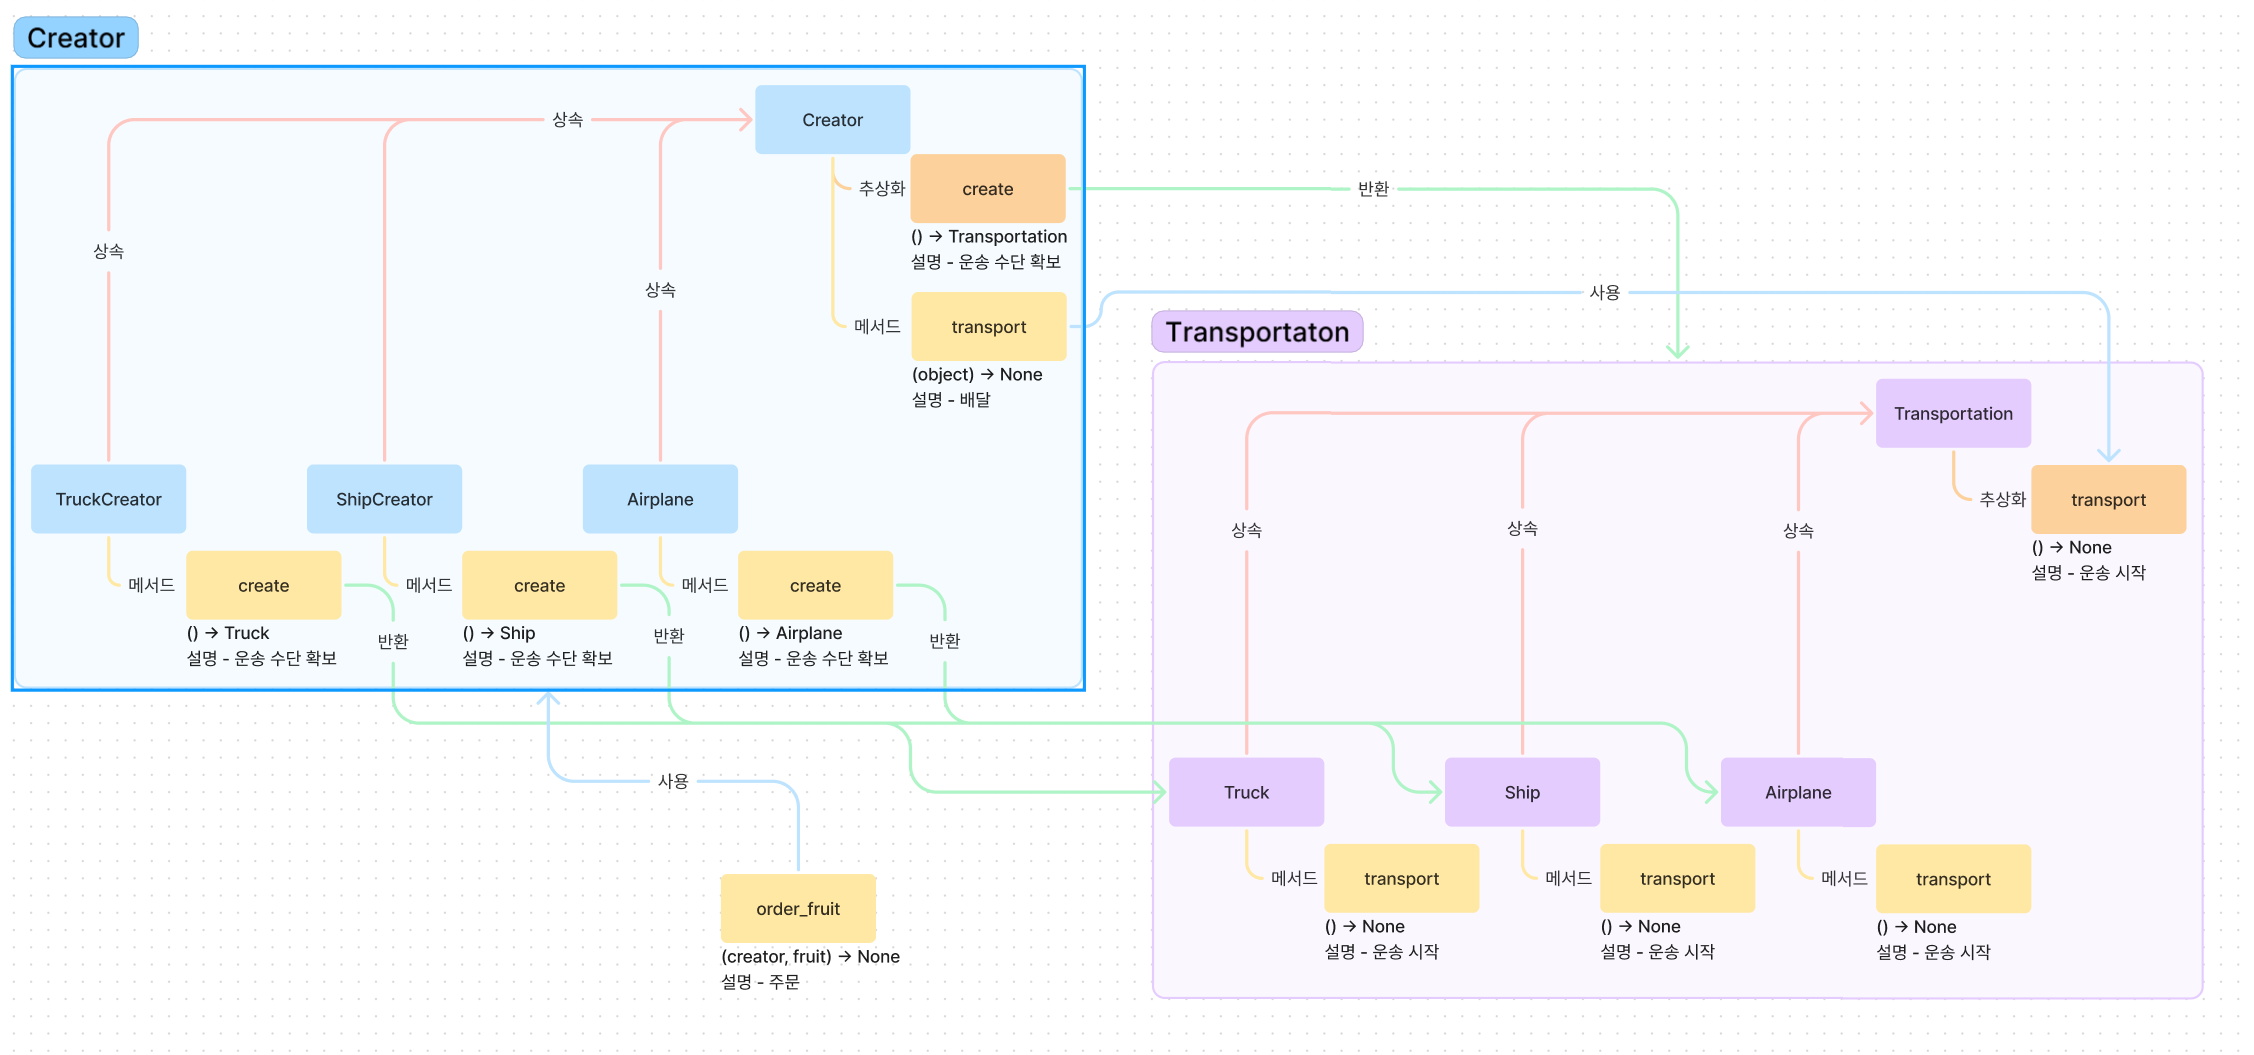 Creator
상속
Creator
추상화
create
() → Transportation
설명 - 운송 수단 확보
반환
상속
상속
메서드
transport
(object) → None
설명 - 배달
사용
TruckCreator
ShipCreator
Airplane
메서드
create
() → Truck
설명 - 운송 수단 확보
반환
메서드
create
() → Ship
설명 - 운송 수단 확보
반환
메서드
create
() → Airplane
설명 - 운송 수단 확보
반환
사용
order_fruit
(creator, fruit) → None
설명 - 주문
Transportaton
Transportation
추상화
transport
() → None
설명 - 운송 시작
상속
상속
상속
Truck
Ship
Airplane
메서드
transport
() → None
설명 - 운송 시작
메서드
transport
() → None
설명 - 운송 시작
메서드
transport
() → None
설명 - 운송 시작